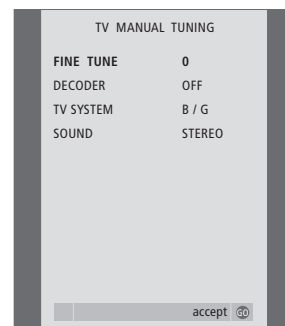 TV MANUAL TUNING
FINE TUNE 0
DECODER OFF
TV SYSTEM B / G
SOUND STEREO
accept GO